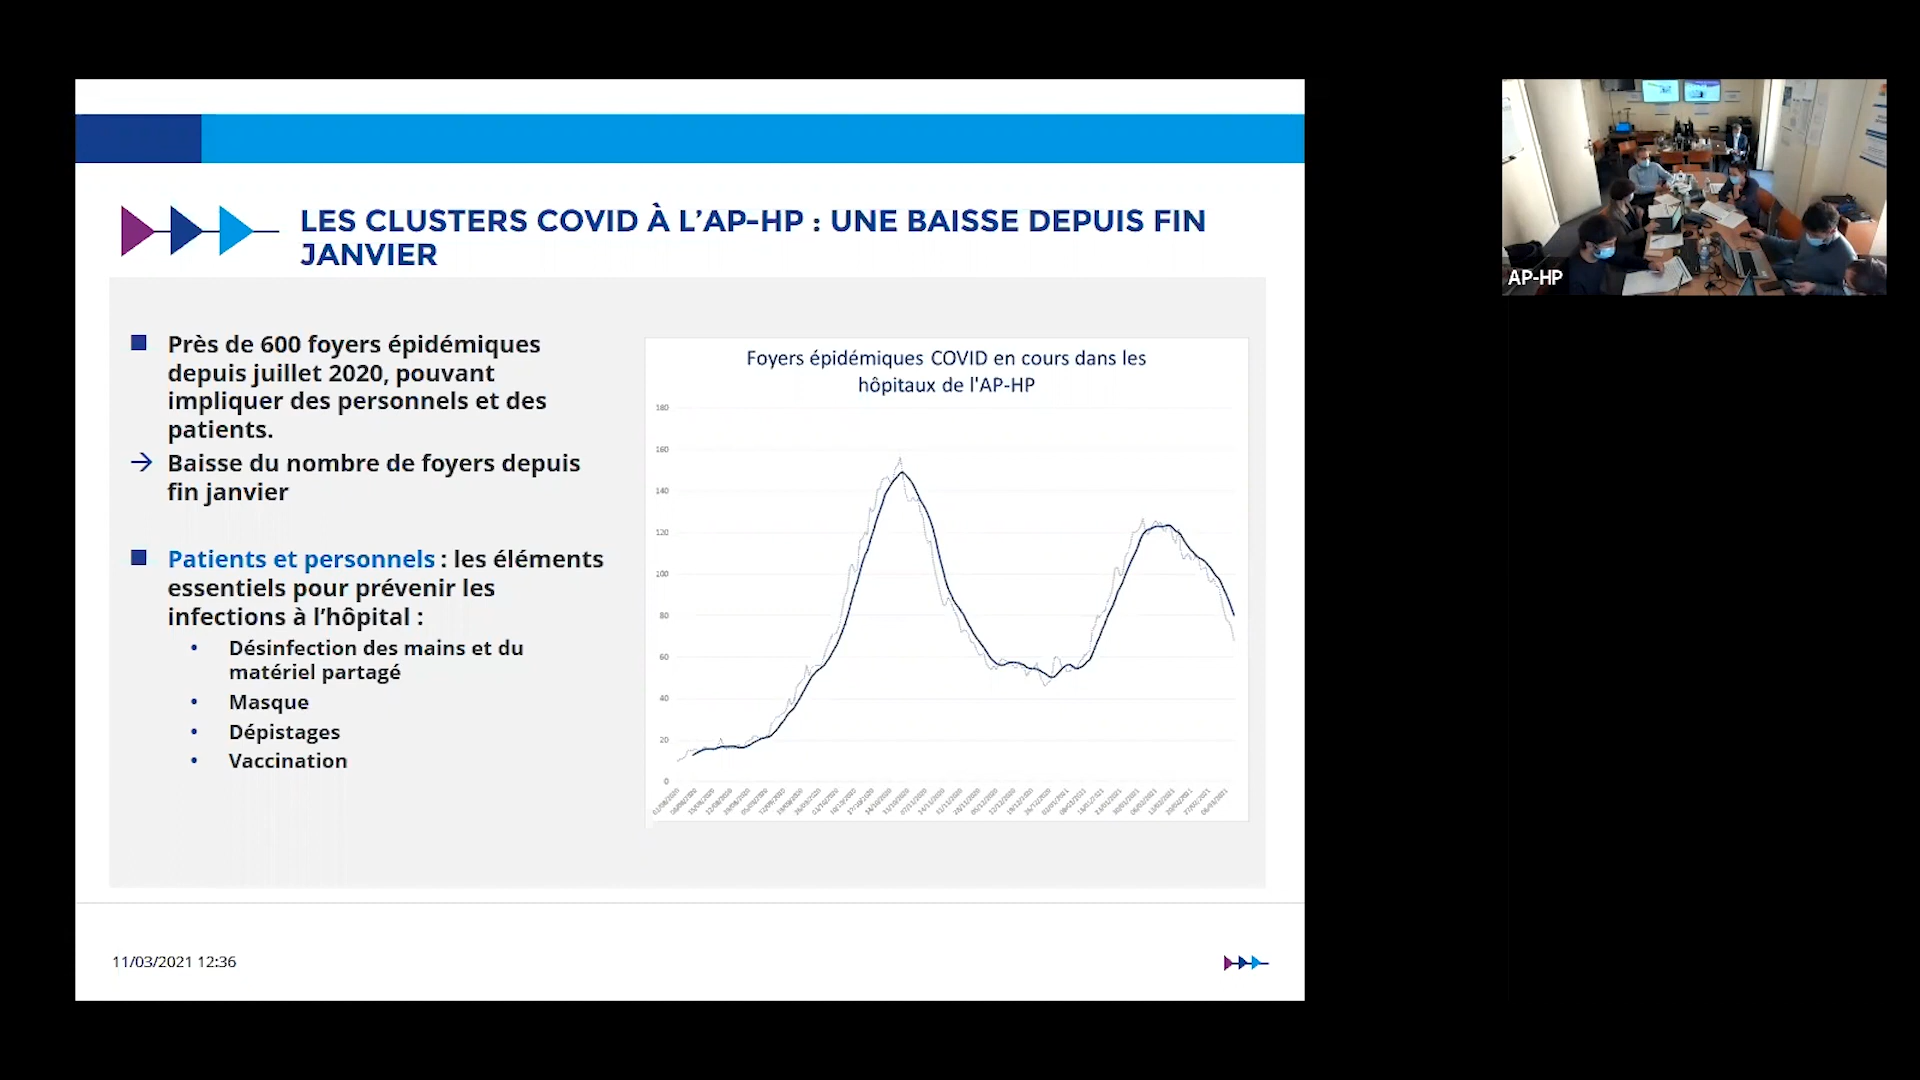 LES CLUSTERS COVID À L’AP-HP : UNE BAISSE DEPUIS FIN
JANVIER
Près de 600 foyers épidémiques
depuis juillet 2020, pouvant
impliquer des personnels et des
patients.
→ Baisse du nombre de foyers depuis
fin janvier
Patients et personnels : les éléments
essentiels pour prévenir les
infections à l’hôpital :
• Désinfection des mains et du
matériel partagé
• Masque
• Dépistages
• Vaccination
Foyers épidémiques COVID en cours dans les
hôpitaux de l'AP-HP
180
160
140
120
100
80
60
40
20
0
11/03/2021 12:36
AP-HP